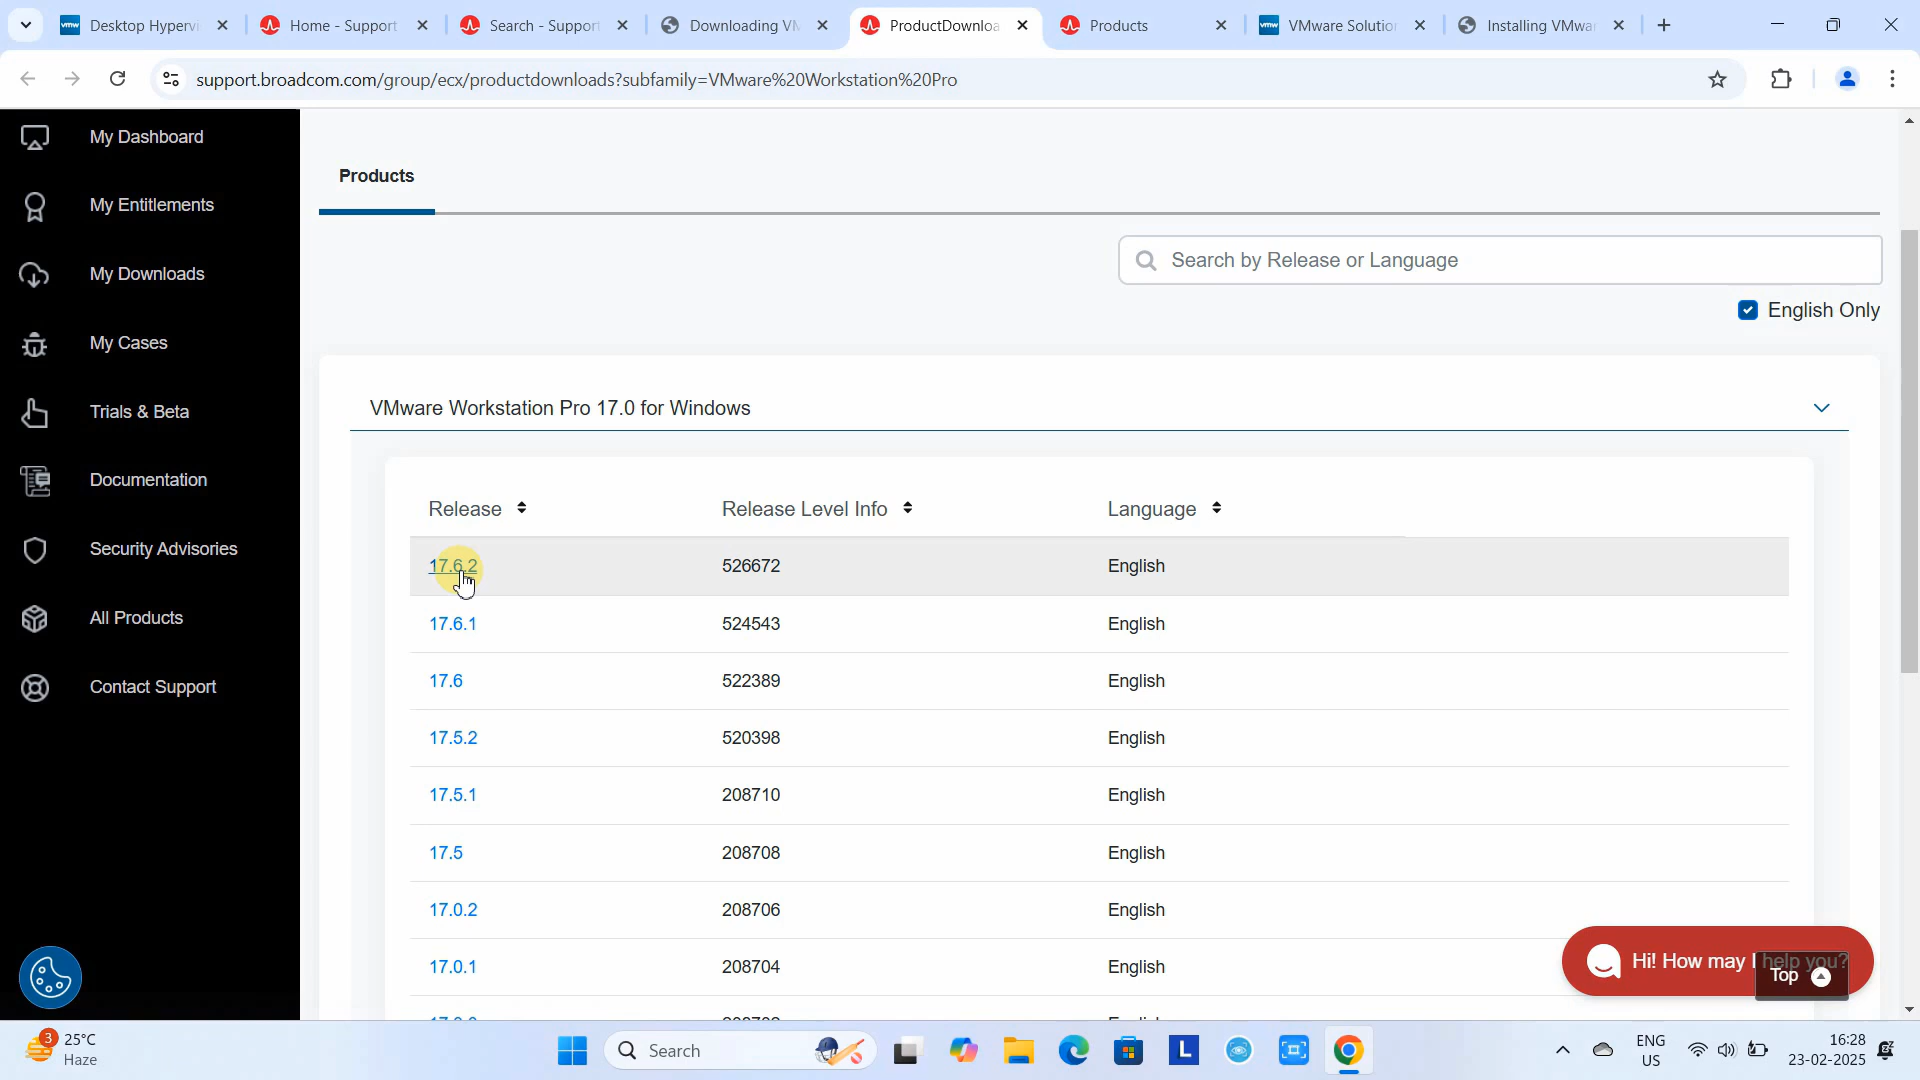 Desktop Hypervi
Home - Support
Search - Support
Downloading VM
ProductDownloa
Products
VMware Solution
Installing VMwa
support.broadcom.com/group/ecx/productdownloads?subfamily=VMware%20Workstation%20Pro
My Dashboard
My Entitlements
My Downloads
My Cases
Trials & Beta
Documentation
Security Advisories
All Products
Contact Support
Products
Search by Release or Language
English Only
VMware Workstation Pro 17.0 for Windows
Release Release Level Info Language
17.6.2 526672 English
17.6.1 524543 English
17.6 522389 English
17.5.2 520398 English
17.5.1 208710 English
17.5 208708 English
17.0.2 208706 English
17.0.1 208704 English
Hi! How may I help you?
Top
3
25°C
Haze
Search
L
ENG
US
16:28
23-02-2025